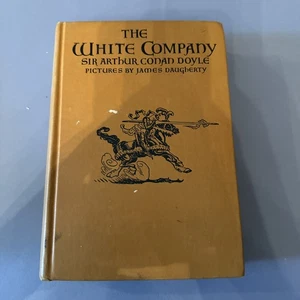 THE
WHITE COMPANY
SIR ARTHUR CONAN DOYLE
PICTURES BY JAMES DAUGHERTY